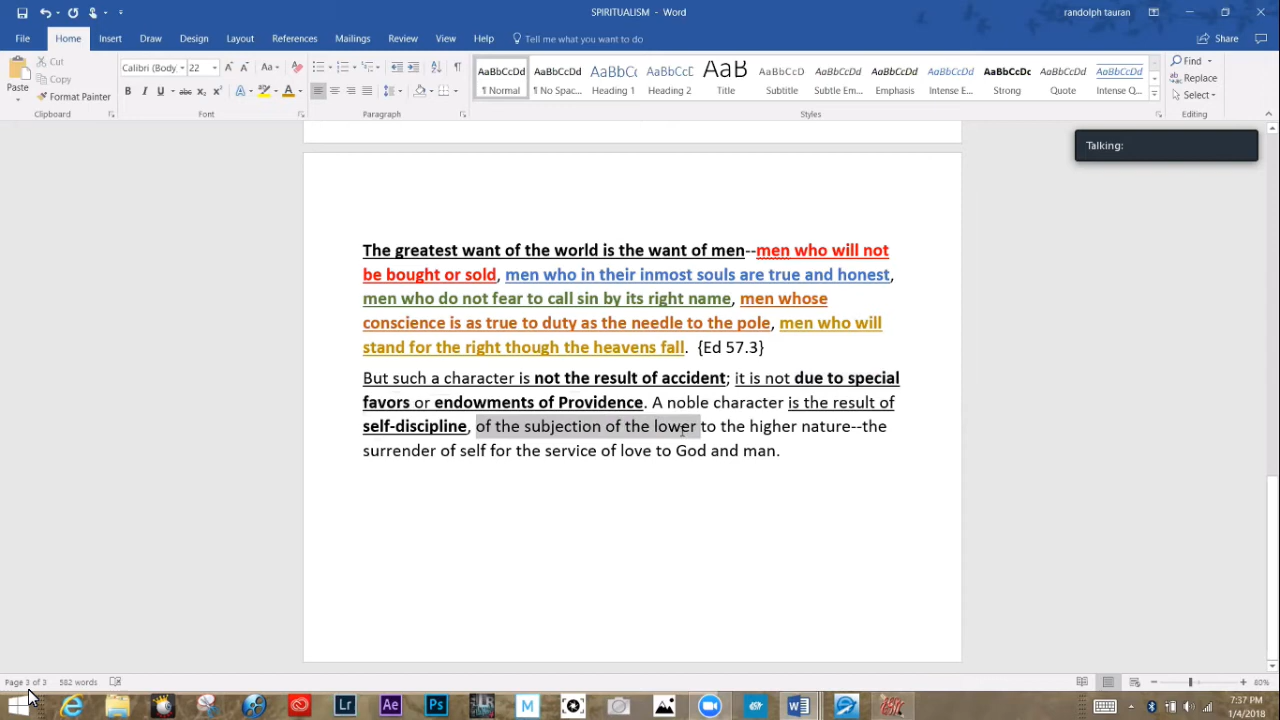 SPIRITUALISM - Word
randolph tauran
File Home Insert Draw Design Layout References Mailings Review View Help Tell me what you want to do Share
Cut
Copy
Format Painter
Paste
Calibri (Body 22
AaBbCcDd AaBbCcDd AaBbCc AaBbCcC AaB AaBbCcD AaBbCcDd AaBbCcDd AaBbCcDd AaBbCcDc AaBbCcDd AaBbCcDd
¶ Normal ¶ No Spac... Heading 1 Heading 2 Title Subtitle Subtle Em... Emphasis Intense E... Strong Quote Intense Q...
Find
Replace
Select
Clipboard Font Paragraph Styles Editing
Talking:
The greatest want of the world is the want of men--men who will not
be bought or sold, men who in their inmost souls are true and honest,
men who do not fear to call sin by its right name, men whose
conscience is as true to duty as the needle to the pole, men who will
stand for the right though the heavens fall. {Ed 57.3}
But such a character is not the result of accident; it is not due to special
favors or endowments of Providence. A noble character is the result of
self-discipline, of the subjection of the lower to the higher nature--the
surrender of self for the service of love to God and man.
Page 3 of 3 582 words
80%
Lr Ae Ps M
7:37 PM
1/4/2018